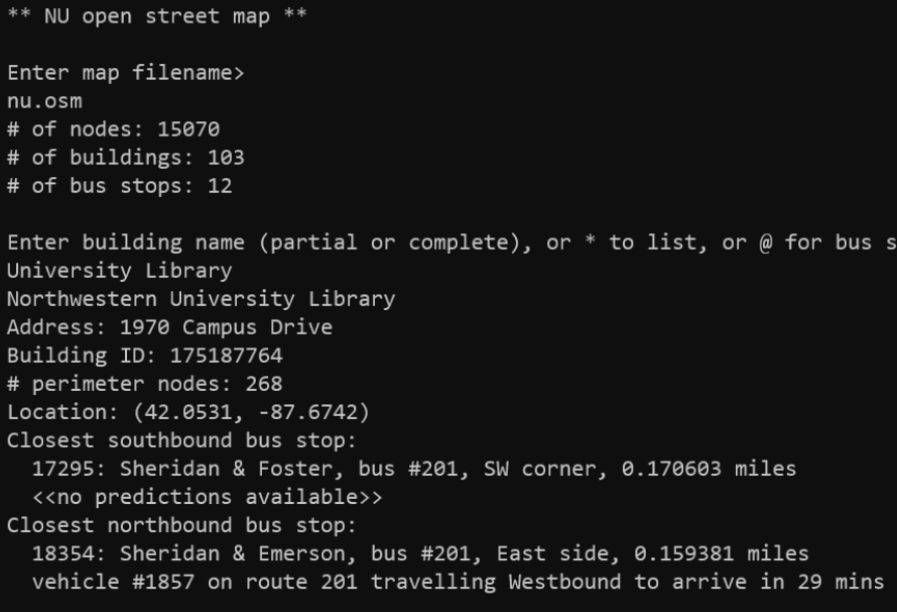 ** NU open street map **
Enter map filename>
nu.osm
# of nodes: 15070
# of buildings: 103
# of bus stops: 12
Enter building name (partial or complete), or * to list, or @ for bus s
University Library
Northwestern University Library
Address: 1970 Campus Drive
Building ID: 175187764
# perimeter nodes: 268
Location: (42.0531, -87.6742)
Closest southbound bus stop:
17295: Sheridan & Foster, bus #201, SW corner, 0.170603 miles
<<no predictions available>>
Closest northbound bus stop:
18354: Sheridan & Emerson, bus #201, East side, 0.159381 miles
vehicle #1857 on route 201 travelling Westbound to arrive in 29 mins